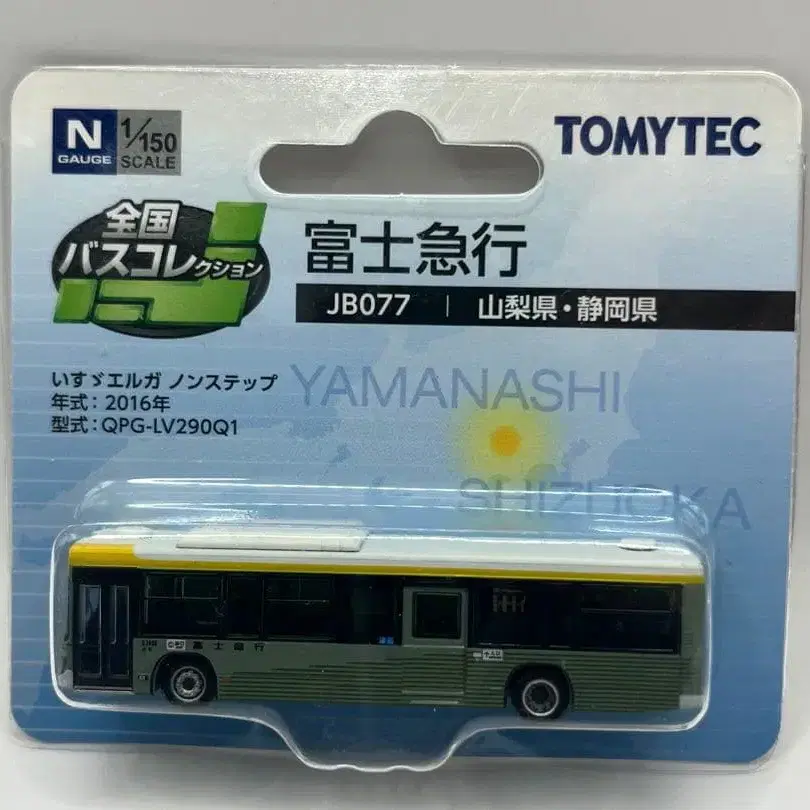 N
GAUGE
1/150
SCALE
TOMYTEC
全国
バスコレクション
富士急行
JB077 | 山梨県・静岡県
いすゞエルガ ノンステップ
年式：2016年
型式：QPG-LV290Q1
YAMANASHI
SHIZUOKA
富士急行